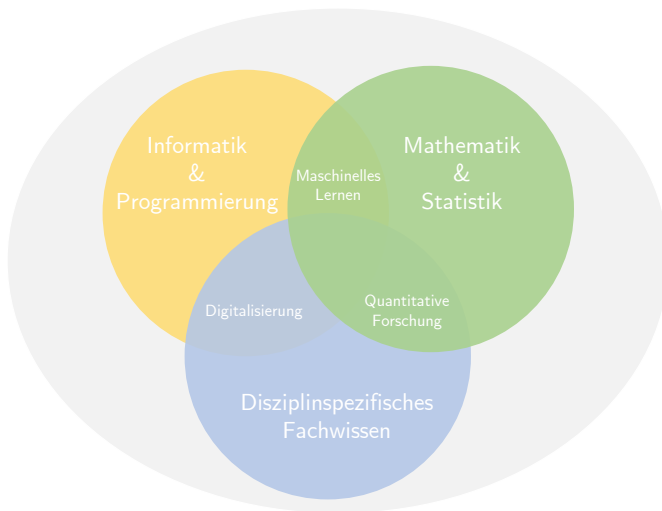 Informatik
&
Programmierung
Mathematik
&
Statistik
Maschinelles
Lernen
Digitalisierung
Quantitative
Forschung
Disziplinspezifisches
Fachwissen